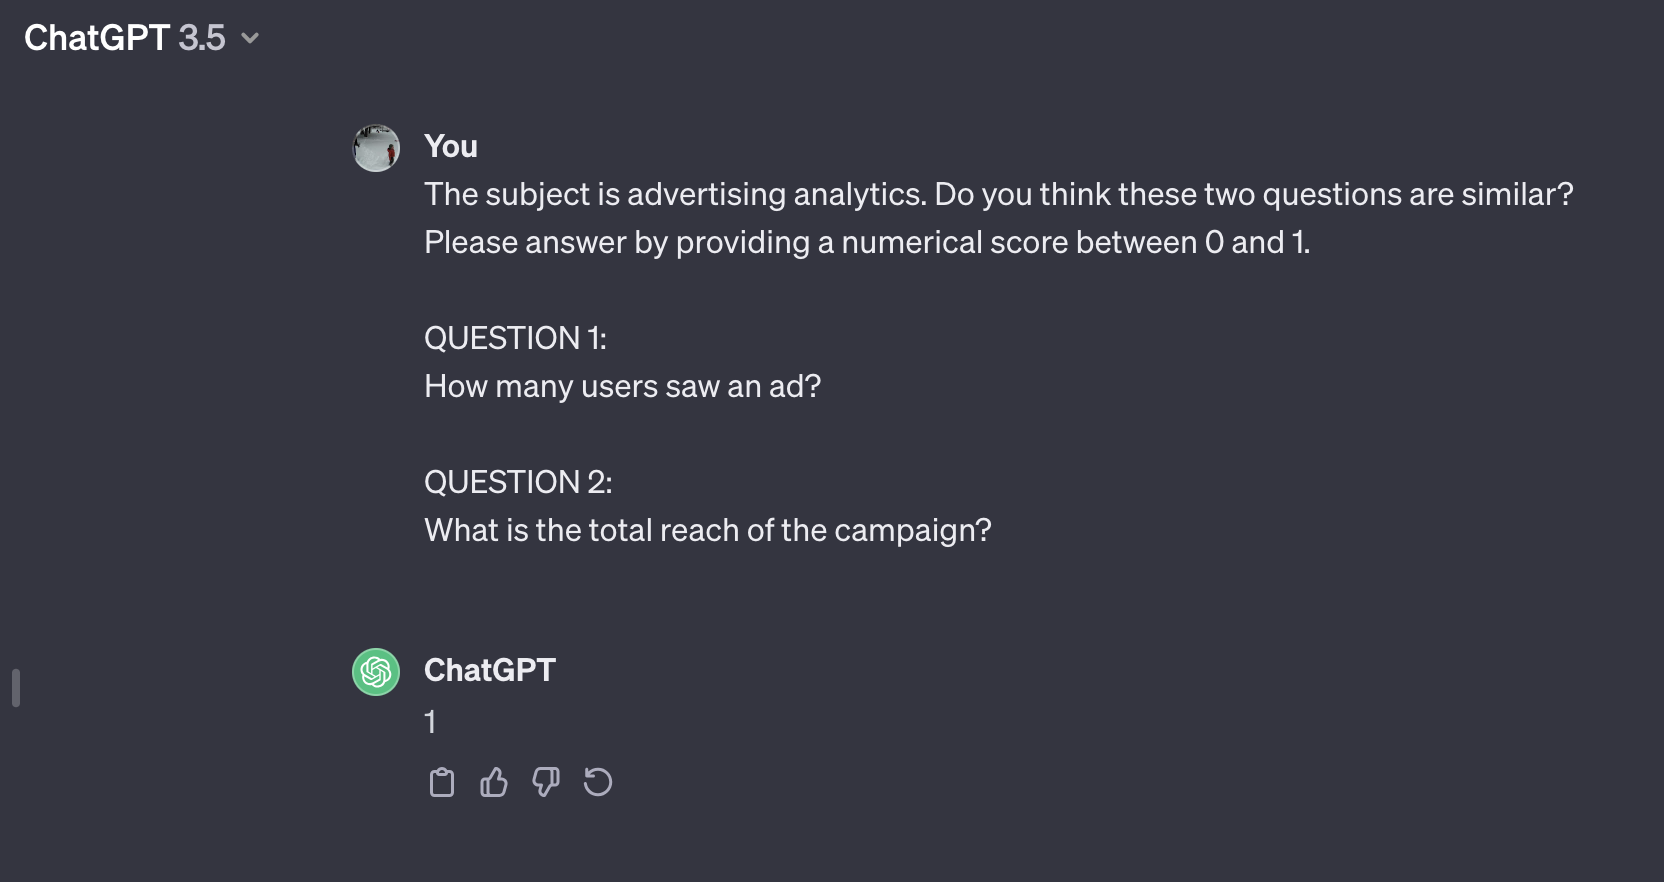 ChatGPT 3.5
You
The subject is advertising analytics. Do you think these two questions are similar?
Please answer by providing a numerical score between 0 and 1.
QUESTION 1:
How many users saw an ad?
QUESTION 2:
What is the total reach of the campaign?
ChatGPT
1